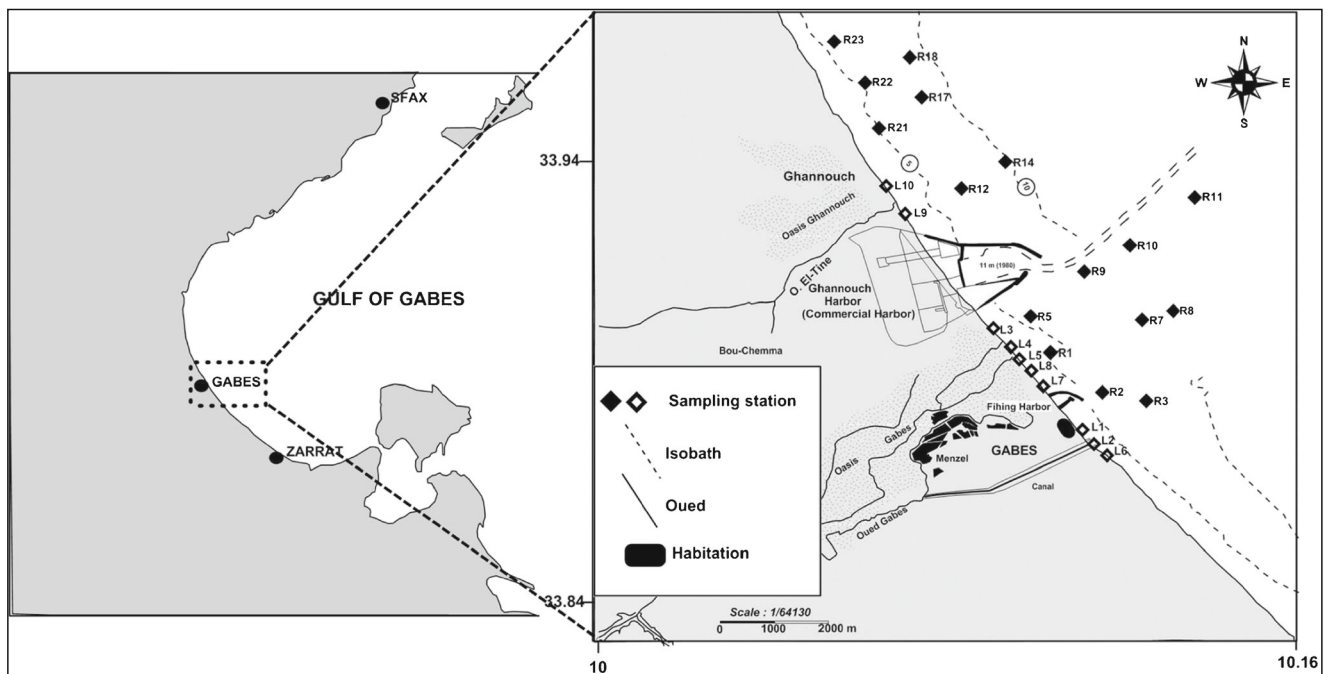 SFAX
GULF OF GABES
GABES
ZARRAT
33.94
33.84
10
10.16
N
W
E
S
R23
R18
R22
R17
R21
5
R14
Ghannouch
L10
R12
10
R11
Oasis Ghannouch
L9
R10
11 m (1980)
R9
O. El-Tine
Ghannouch
Harbor
(Commercial Harbor)
R5
R8
R7
L3
Bou-Chemma
L4
R1
L5
L8
L7
R2
R3
Fihing Harbor
L1
Gabes
GABES
L2
L6
Oasis
Menzel
Canal
Oued Gabes
Sampling station
Isobath
Oued
Habitation
Scale : 1/64130
0 1000 2000 m